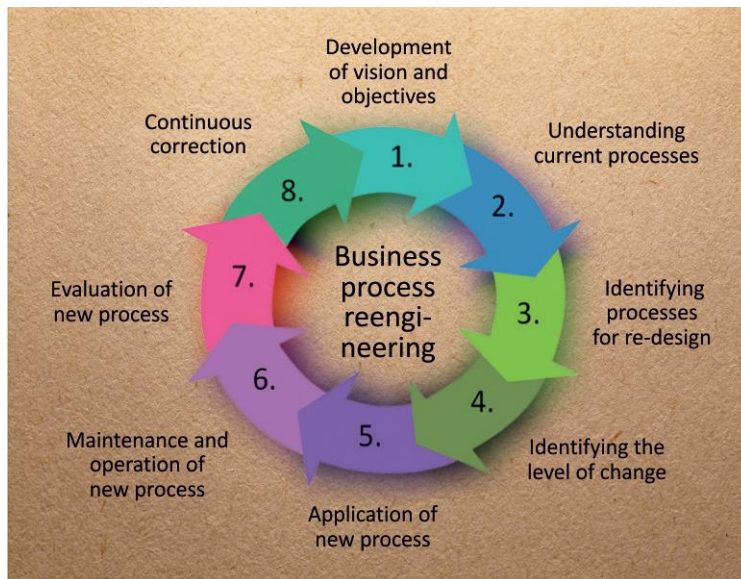 Development
of vision and
objectives
1.
Understanding
current processes
2.
Identifying
processes
for re-design
3.
Identifying the
level of change
4.
Application of
new process
5.
Maintenance and
operation of
new process
6.
Evaluation of
new process
7.
Continuous
correction
8.
Business
process
reengi-
neering